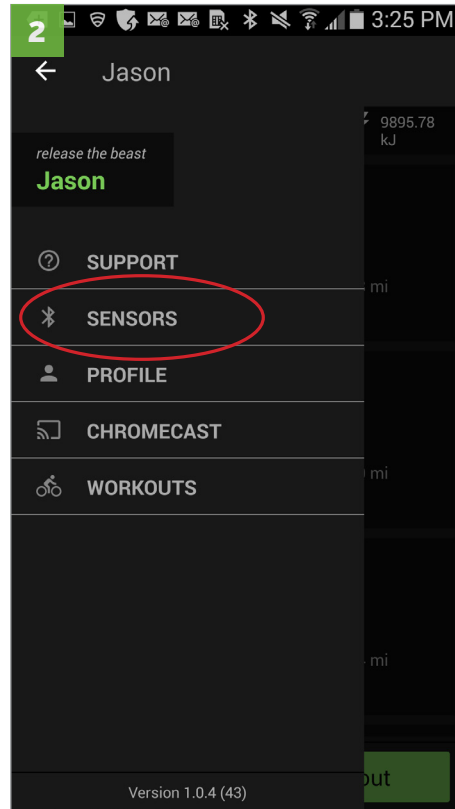 2
3:25 PM
Jason
9895.78
kJ
release the beast
Jason
SUPPORT
mi
SENSORS
PROFILE
CHROMECAST
mi
WORKOUTS
mi
out
Version 1.0.4 (43)